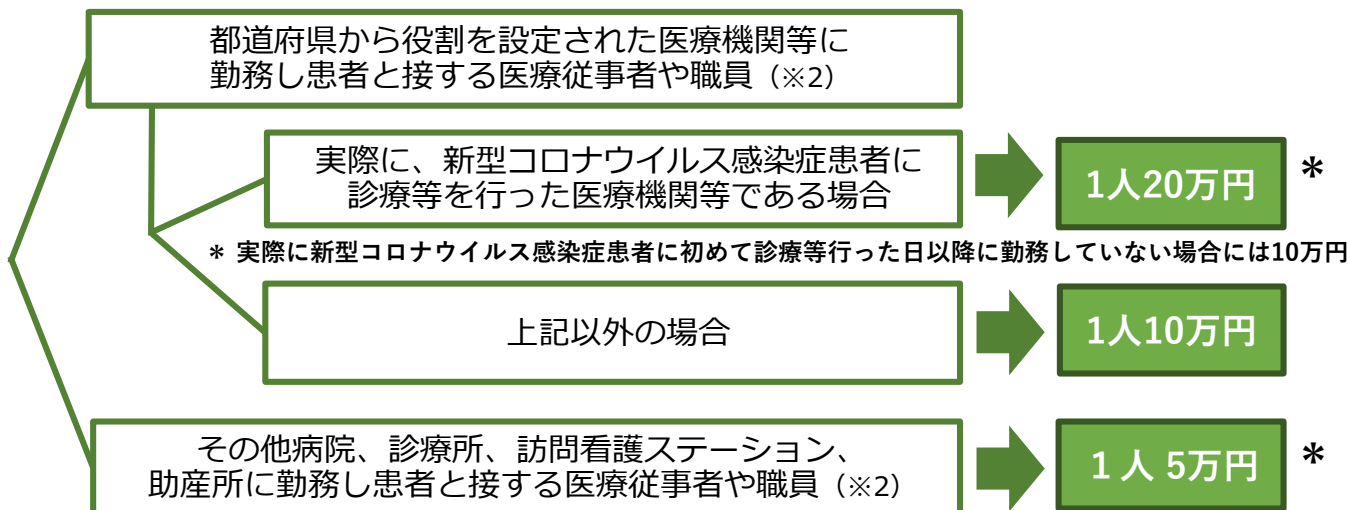 都道府県から役割を設定された医療機関等に
勤務し患者と接する医療従事者や職員（※2）
実際に、新型コロナウイルス感染症患者に
診療等を行った医療機関等である場合
1人20万円 *
* 実際に新型コロナウイルス感染症患者に初めて診療等行った日以降に勤務していない場合には10万円
上記以外の場合
1人10万円
その他病院、診療所、訪問看護ステーション、
助産所に勤務し患者と接する医療従事者や職員（※2）
1人 5万円 *